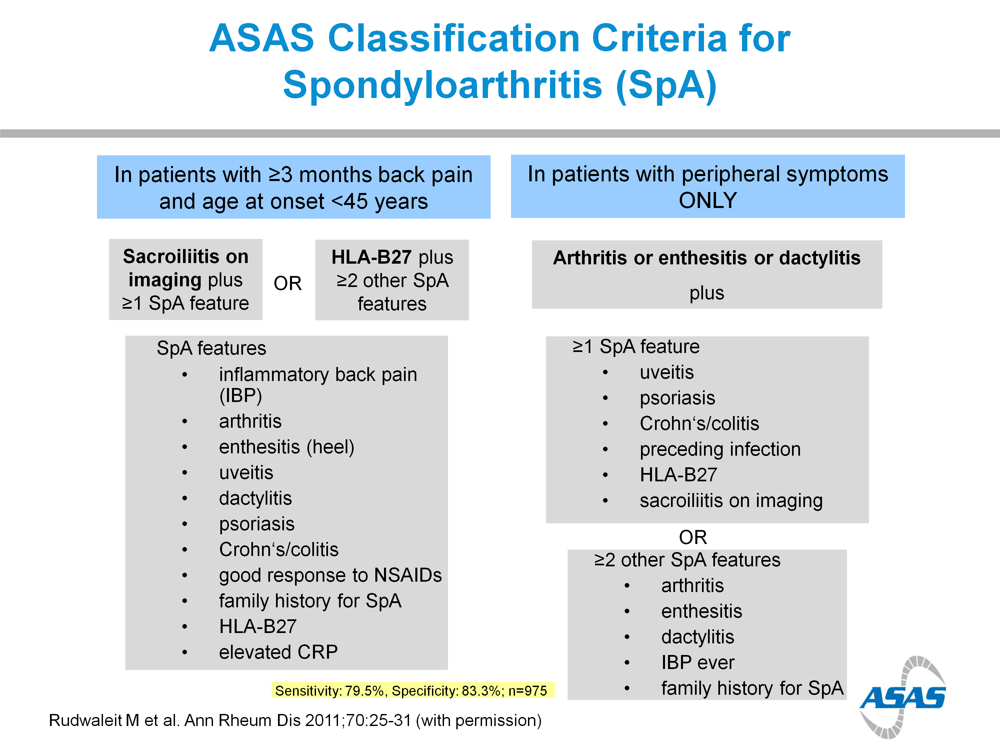 ASAS Classification Criteria for
Spondyloarthritis (SpA)
In patients with ≥3 months back pain
and age at onset <45 years
Sacroiliitis on
imaging plus
≥1 SpA feature
OR
HLA-B27 plus
≥2 other SpA
features
SpA features
• inflammatory back pain
(IBP)
• arthritis
• enthesitis (heel)
• uveitis
• dactylitis
• psoriasis
• Crohn‘s/colitis
• good response to NSAIDs
• family history for SpA
• HLA-B27
• elevated CRP
In patients with peripheral symptoms
ONLY
Arthritis or enthesitis or dactylitis
plus
≥1 SpA feature
• uveitis
• psoriasis
• Crohn‘s/colitis
• preceding infection
• HLA-B27
• sacroiliitis on imaging
OR
≥2 other SpA features
• arthritis
• enthesitis
• dactylitis
• IBP ever
• family history for SpA
Sensitivity: 79.5%, Specificity: 83.3%; n=975
Rudwaleit M et al. Ann Rheum Dis 2011;70:25-31 (with permission)
ASAS